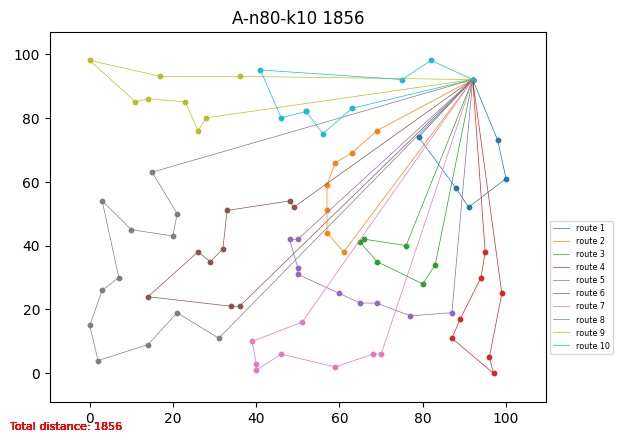 A-n80-k10 1856
100
80
60
40
20
0
0 20 40 60 80 100
route 1
route 2
route 3
route 4
route 5
route 6
route 7
route 8
route 9
route 10
Total distance: 1856